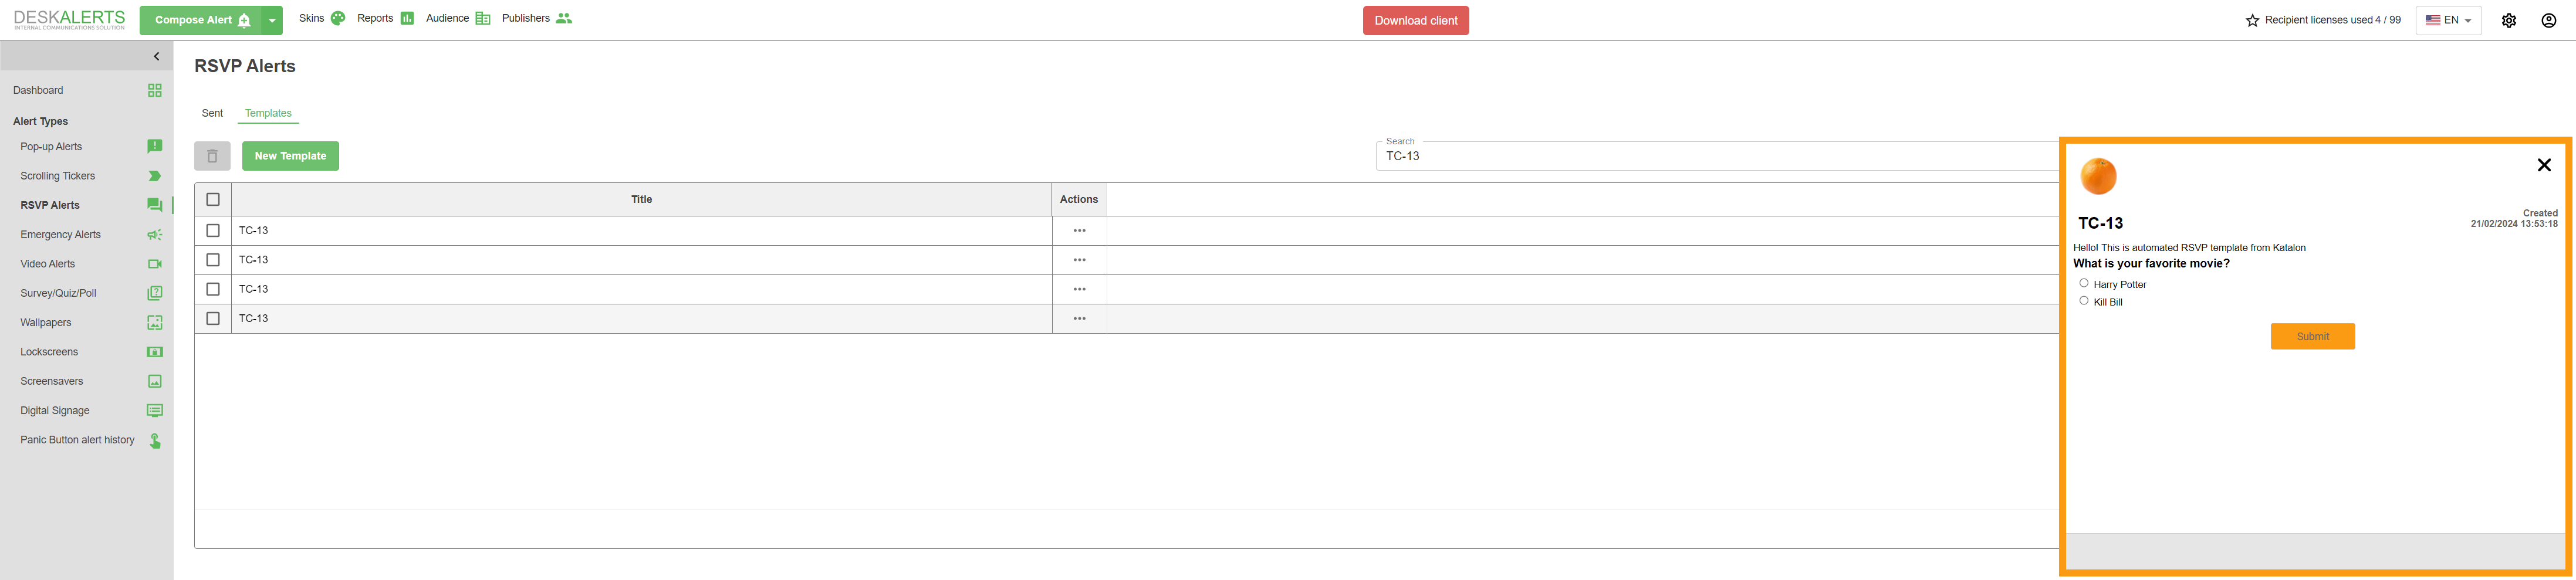 DESKALERTS
INTERNAL COMMUNICATIONS SOLUTION
Compose Alert
Skins
Reports
Audience
Publishers
Download client
Recipient licenses used 4 / 99
EN
Dashboard
Alert Types
Pop-up Alerts
Scrolling Tickers
RSVP Alerts
Emergency Alerts
Video Alerts
Survey/Quiz/Poll
Wallpapers
Lockscreens
Screensavers
Digital Signage
Panic Button alert history
RSVP Alerts
Sent
Templates
New Template
Search
TC-13
Title
Actions
TC-13
TC-13
TC-13
TC-13
TC-13
Created
21/02/2024 13:53:18
Hello! This is automated RSVP template from Katalon
What is your favorite movie?
Harry Potter
Kill Bill
Submit